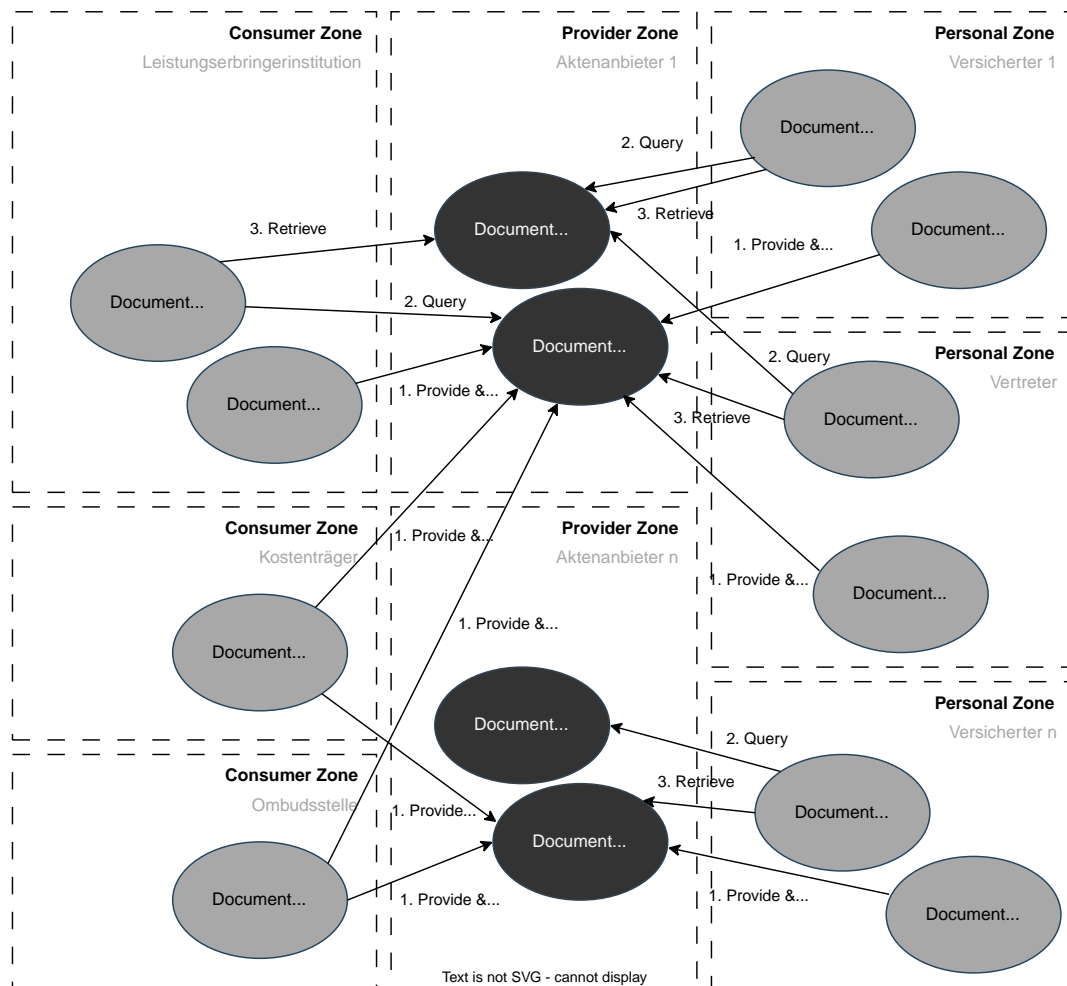 Consumer Zone
Leistungserbringerinstitution
Provider Zone
Aktenanbieter 1
Personal Zone
Versicherter 1
Document...
2. Query
3. Retrieve
Document...
Document...
1. Provide &...
3. Retrieve
Document...
2. Query
Document...
Document...
1. Provide &...
Personal Zone
Vertreter
2. Query
3. Retrieve
Document...
1. Provide &...
Document...
Consumer Zone
Kostenträger
1. Provide &...
Document...
Provider Zone
Aktenanbieter n
1. Provide &...
Document...
Document...
1. Provide...
Personal Zone
Versicherter n
2. Query
3. Retrieve
Document...
1. Provide &...
Document...
Consumer Zone
Ombudsstelle
Document...
1. Provide &...
Text is not SVG - cannot display